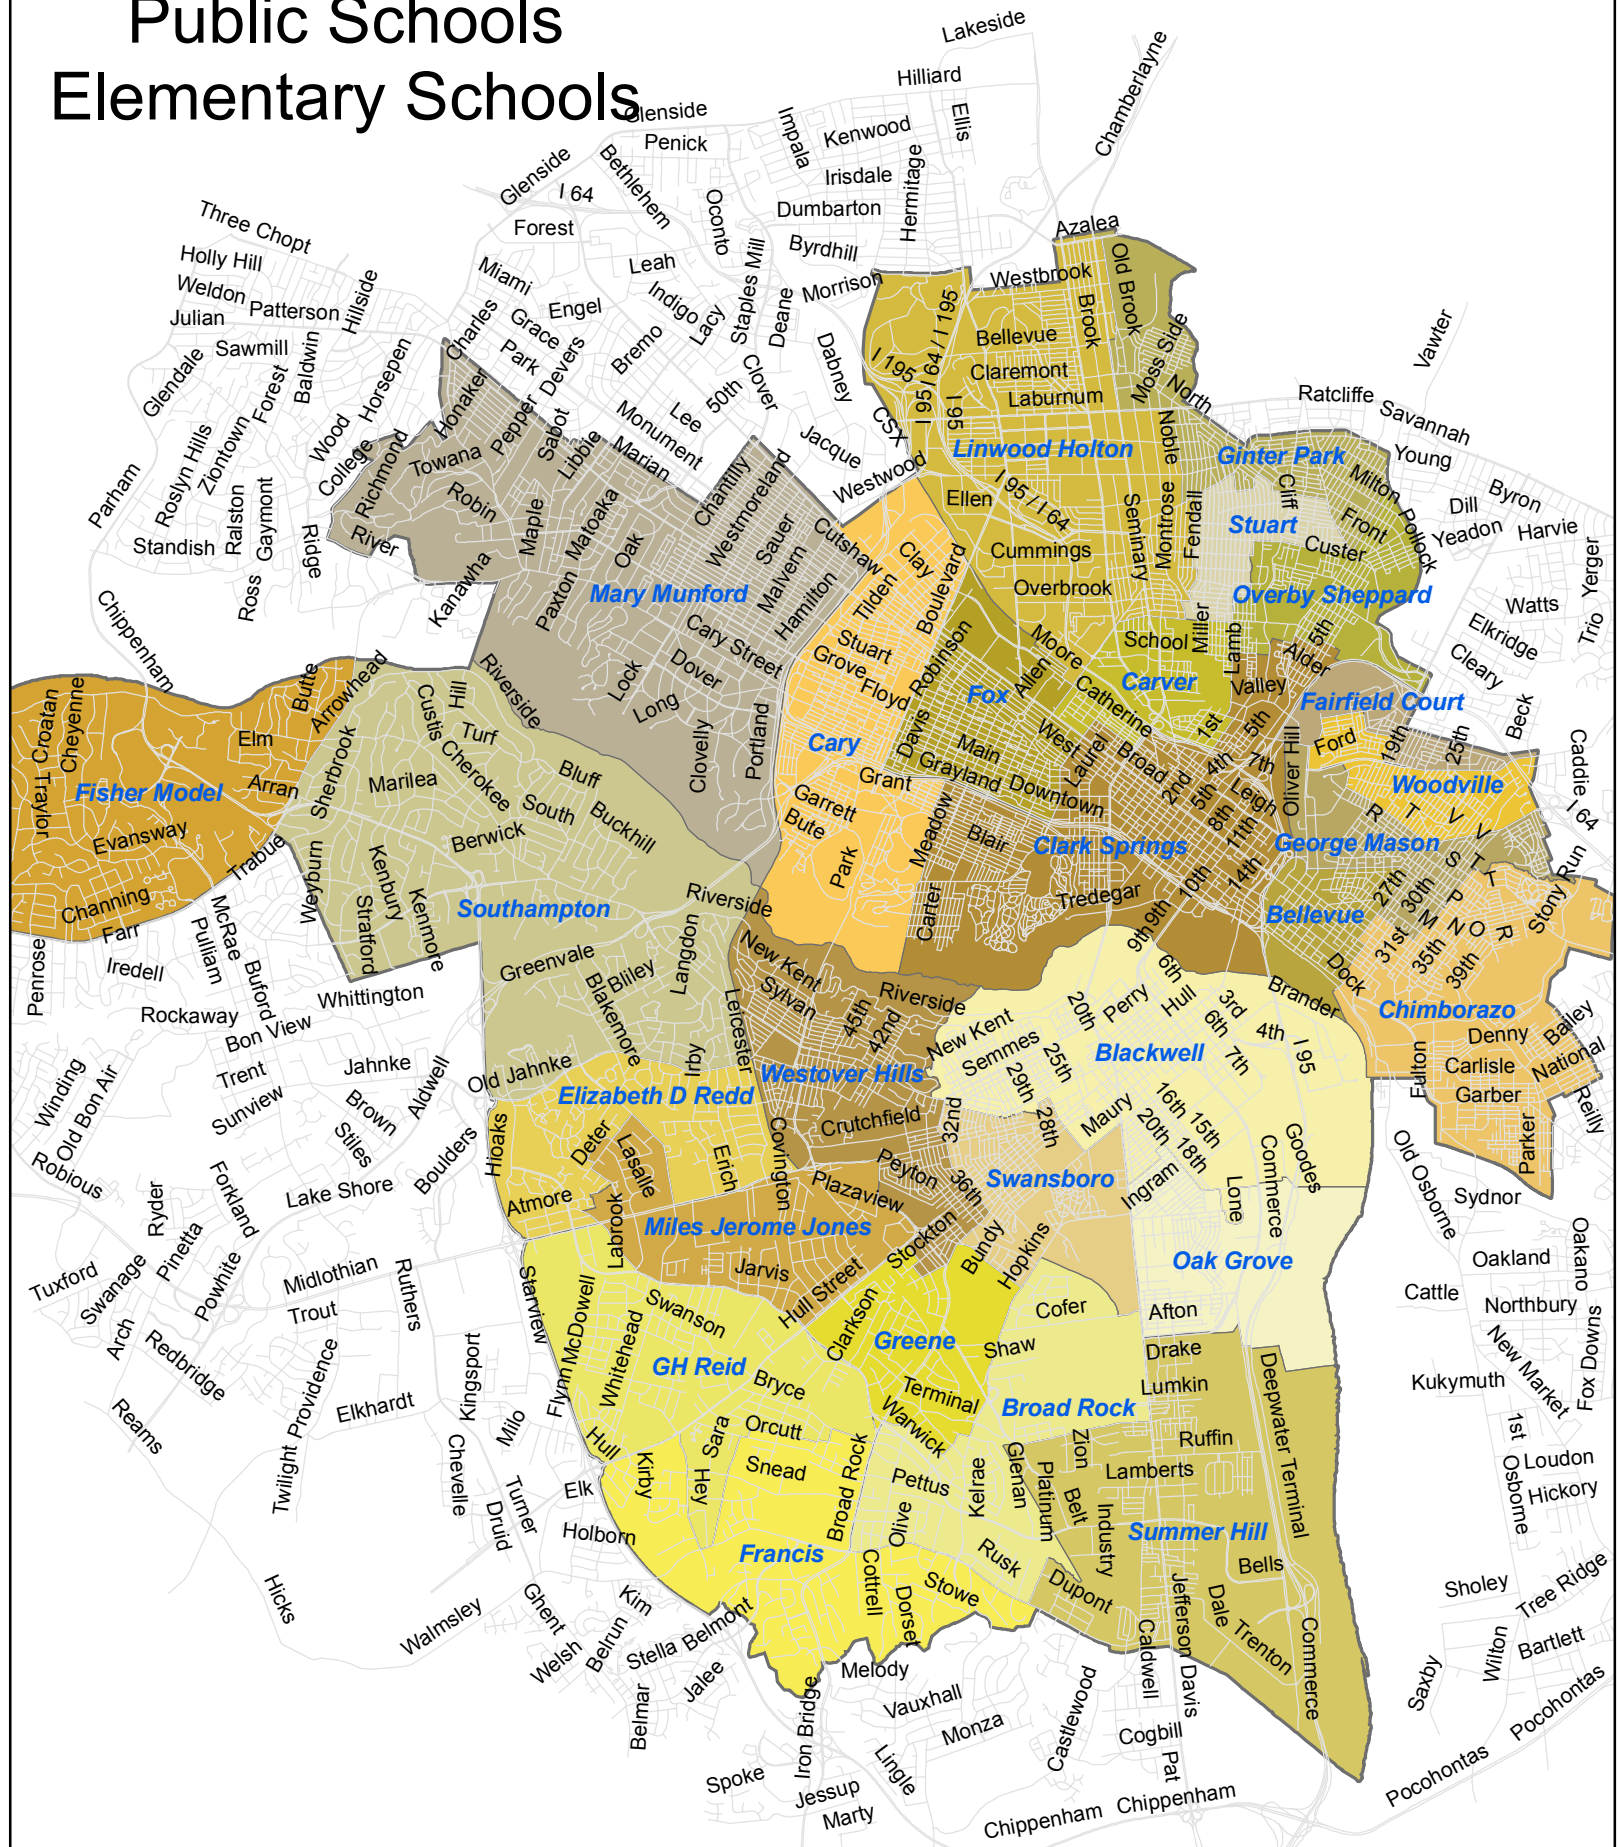 Public Schools
Elementary Schools
Lakeside
Chamberlayne
Hilliard
Ellis
Glenside
Penick
Impala
Kenwood
Glenside
Bethlehem
I 64
Forest
Oconto
Irisdale
Dumbarton
Hermitage
Byrdhill
Azalea
Three Chopt
Holly Hill
Weldon
Patterson
Julian
Hillside
Miami
Leah
Indigo
Lacy
Staples Mill
Deane
Morrison
Westbrook
Old Brook
Brook
Engel
Charles
Grace
Park
Devers
Bremo
Sawmill
Glendale
Forest
Baldwin
Horsepen
Honaker
Pepper
Clover
Dabney
I 195
I 95 I 64 / I 195
I 95
Bellevue
Claremont
Laburnum
Moss Side
North
Noble
Vawter
Ratcliffe
Savannah
Young
Lee
50th
Monument
Marian
Sabot
Libbie
Towana
Wood
College
Richmond
Jacque
CSX
Westwood
Linwood Holton
Ginter Park
Milton
Byron
Dill
Yeadon
Harvie
Pollock
Front
Cliff
Custer
Stuart
Parham
Roslyn Hills
Ziontown
Ralston
Gaymont
Standish
Ross
Ridge
River
Robin
Maple
Matoaka
Oak
Chantilly
Westmoreland
Sauer
Malvern
Hamilton
Cutshaw
Clay
Boulevard
Tilden
Ellen
I 95 / I 64
Cummings
Overbrook
Seminary
Montrose
Fendall
Overby Sheppard
Yerger
Trio
Watts
Elkridge
Cleary
Kanawha
Paxton
Mary Munford
Chippenham
Cary Street
Dover
Lock
Long
Clovelly
Portland
Stuart
Grove
Floyd
Robinson
Davis
Fox
Allen
Moore
School
Miller
Lamb
5th
Alder
Valley
Catherine
Carver
Fairfield Court
Beck
Butte
Arrowhead
Riverside
Hill
Custis
Turf
Cherokee
Bluff
Croatan
Cheyenne
Traylor
Elm
Arran
Fisher Model
Evansway
Sherbrook
Marilea
South
Buckhill
Berwick
Cary
Grant
Garrett
Bute
Park
Main
Grayland
West
Laurel
Downtown
Broad
1st
2nd
4th
5th
5th
7th
8th
Leigh
11th
Oliver Hill
Ford
19th
25th
Woodville
Caddie
I 64
Meadow
Blair
Clark Springs
George Mason
R
T
V
V
T
T
S
P
O
N
M
O
R
Trabue
Weyburn
Kenbury
Kenmore
Stratford
Channing
Farr
McRae
Pulliam
Buford
Southampton
Riverside
Langdon
Carter
Tredegar
10th
14th
9th
9th
Bellevue
27th
30th
31st
35th
39th
Stony Run
Penrose
Iredell
Rockaway
Whittington
Bon View
Greenvale
Bliley
Blakemore
New Kent
Sylvan
Leicester
Riverside
45th
42nd
6th
Hull
Perry
20th
3rd
6th
7th
4th
Brander
I 95
Dock
Chimborazo
Denny
Bailey
Carlisle
National
Garber
Fulton
Reilly
Parker
Winding
Old Bon Air
Trent
Sunview
Jahnke
Brown
Stiles
Aldwell
Boulders
Old Jahnke
Irby
Elizabeth D Redd
Westover Hills
New Kent
Semmes
25th
29th
28th
32nd
Blackwell
Maury
16th
15th
20th
18th
Robious
Ryder
Forkland
Lake Shore
Hioaks
Deter
Lasalle
Erich
Covington
Crutchfield
Peyton
36th
Plazaview
Swansboro
Ingram
Lone
Commerce
Goodes
Old Osborne
Sydnor
Tuxford
Swanage
Pinetta
Arch
Powhite
Midlothian
Trout
Ruthers
Atmore
Labrook
Miles Jerome Jones
Jarvis
Hull Street
Stockton
Bundy
Hopkins
Oak Grove
Oakland
Oakano
Cattle
Northbury
Redbridge
Reams
Starview
McDowell
Flynn
Whitehead
Swanson
GH Reid
Bryce
Clarkson
Greene
Cofer
Shaw
Afton
Drake
Lumkin
Deepwater Terminal
Kukymuth
New Market
Fox Downs
Providence
Twilight
Elkhardt
Kingsport
Milo
Chevelle
Turner
Druid
Hull
Kirby
Hey
Sara
Orcutt
Snead
Broad Rock
Terminal
Warwick
Broad Rock
Ruffin
Zion
Lamberts
Glenan
Platinum
Belt
Industry
1st
Osborne
Loudon
Hickory
Elk
Holborn
Pettus
Olive
Kelrae
Rusk
Francis
Summer Hill
Bells
Cottrell
Dorset
Stowe
Dupont
Jefferson Davis
Dale
Trenton
Commerce
Sholey
Tree Ridge
Hicks
Walmsley
Ghent
Kim
Welsh
Belrun
Stella
Belmont
Jalee
Belmar
Melody
Vauxhall
Monza
Castlewood
Caldwell
Cogbill
Pat
Saxby
Wilton
Bartlett
Pocohontas
Pocohontas
Spoke
Iron Bridge
Jessup
Marty
Lingle
Chippenham
Chippenham